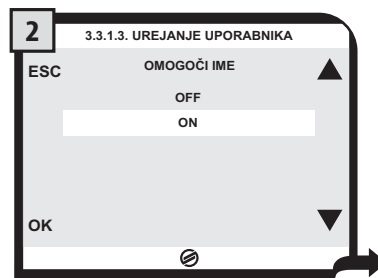 2
3.3.1.3. UREJANJE UPORABNIKA
ESC
OMOGOČI IME
OFF
ON
OK